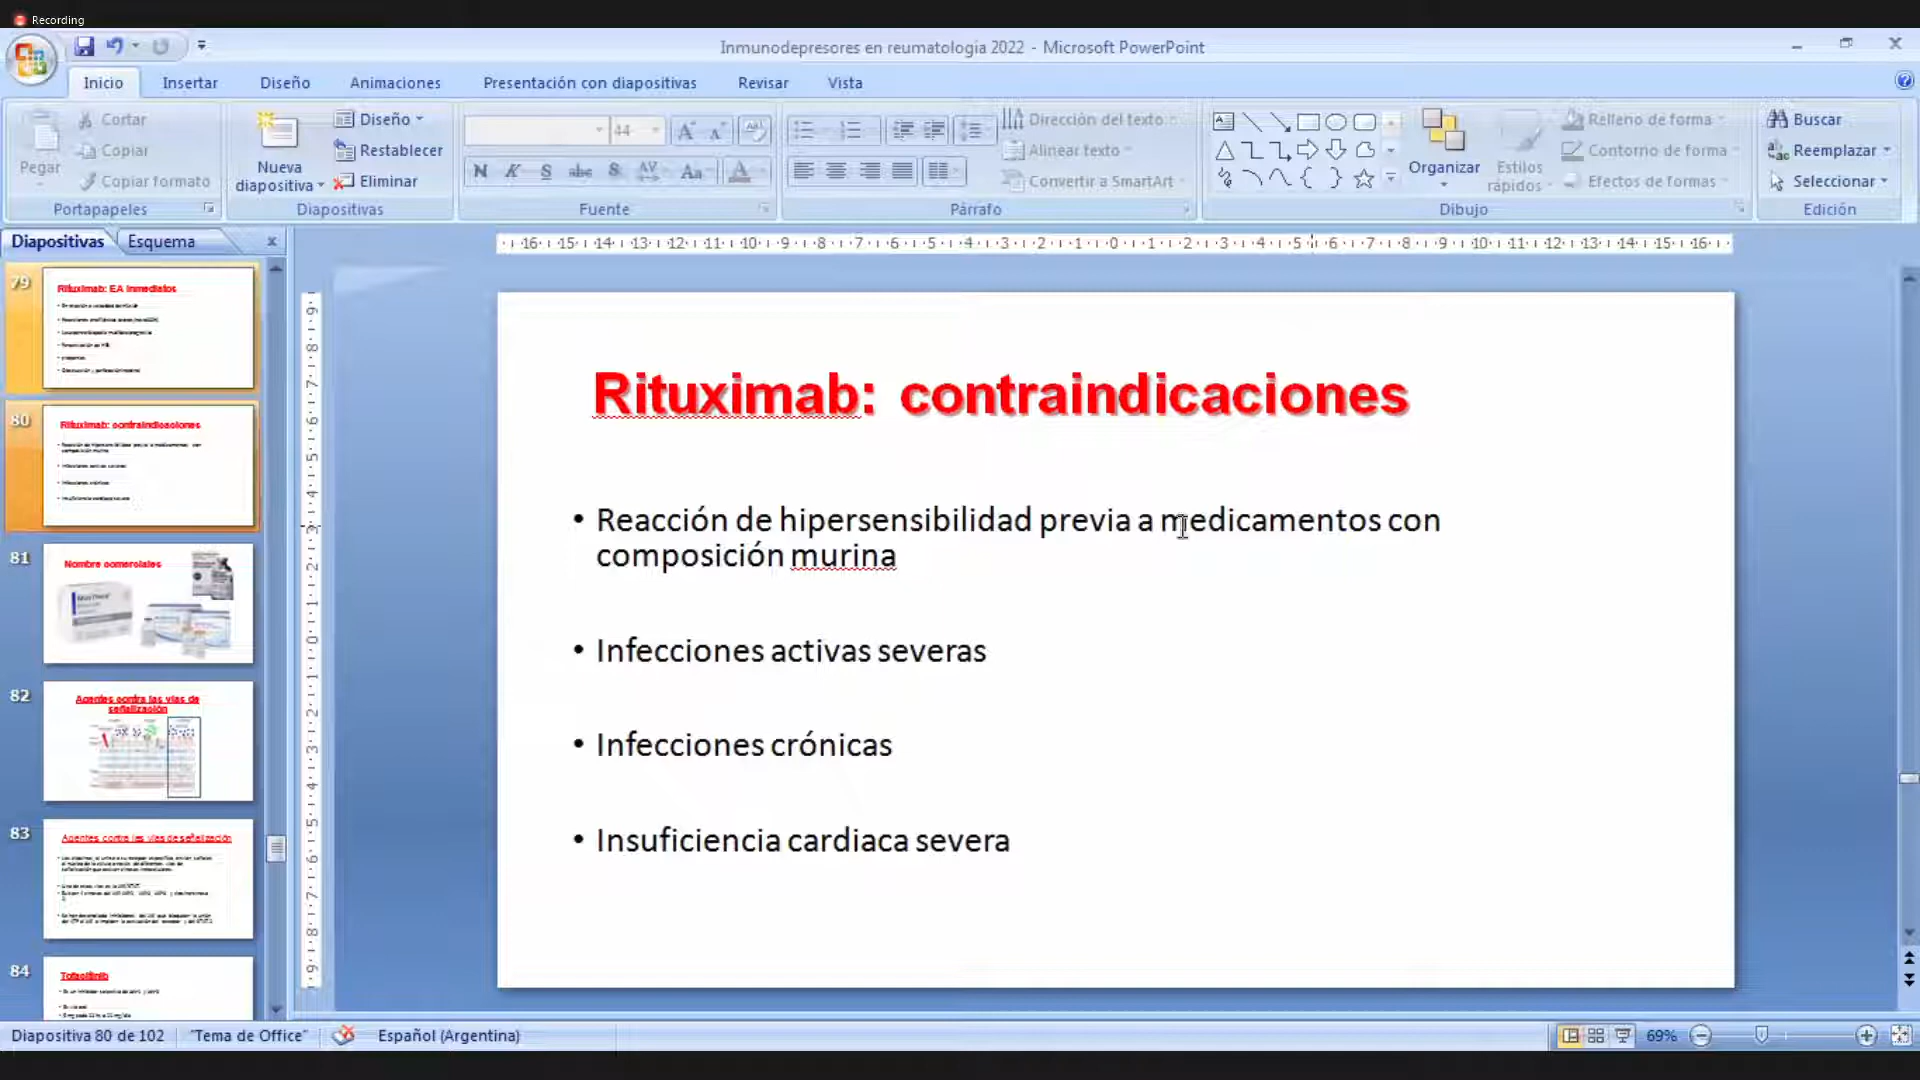 Recording
Inmunodepresores en reumatología 2022 - Microsoft PowerPoint
Inicio
Insertar
Diseño
Animaciones
Presentación con diapositivas
Revisar
Vista
Pegar
Cortar
Copiar
Copiar formato
Portapapeles
Nueva
diapositiva
Diseño
Restablecer
Eliminar
Diapositivas
44
Fuente
Dirección del texto
Alinear texto
Convertir a SmartArt
Párrafo
Organizar
Estilos
rápidos
Relleno de forma
Contorno de forma
Efectos de formas
Dibujo
Buscar
Reemplazar
Seleccionar
Edición
Diapositivas
Esquema
79
Rituximab: EA inmediatos
80
Rituximab: contraindicaciones
81
Nombre comerciales
82
Agentes contra las vías de
señalización
83
Agentes contra las vías de señalización
84
Tofacitinib
Rituximab: contraindicaciones
• Reacción de hipersensibilidad previa a medicamentos con
composición murina
• Infecciones activas severas
• Infecciones crónicas
• Insuficiencia cardiaca severa
Diapositiva 80 de 102
"Tema de Office"
Español (Argentina)
69%